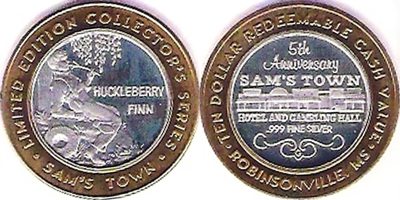 LIMITED EDITION COLLECTOR'S SERIES
HUCKLEBERRY
FINN
• SAM'S TOWN •
TEN DOLLAR REDEEMABLE CASH VALUE
5th
Anniversary
SAM'S TOWN
HOTEL AND GAMBLING HALL
.999 FINE SILVER
• ROBINSONVILLE, MS •